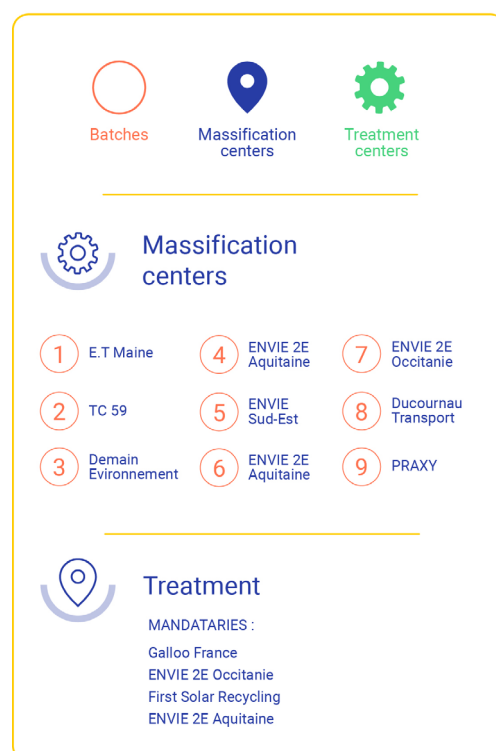 Batches
Massification
centers
Treatment
centers
Massification
centers
1 E.T Maine
2 TC 59
3 Demain
Evironnement
4 ENVIE 2E
Aquitaine
5 ENVIE
Sud-Est
6 ENVIE 2E
Aquitaine
7 ENVIE 2E
Occitanie
8 Ducournau
Transport
9 PRAXY
Treatment
MANDATARIES :
Galloo France
ENVIE 2E Occitanie
First Solar Recycling
ENVIE 2E Aquitaine